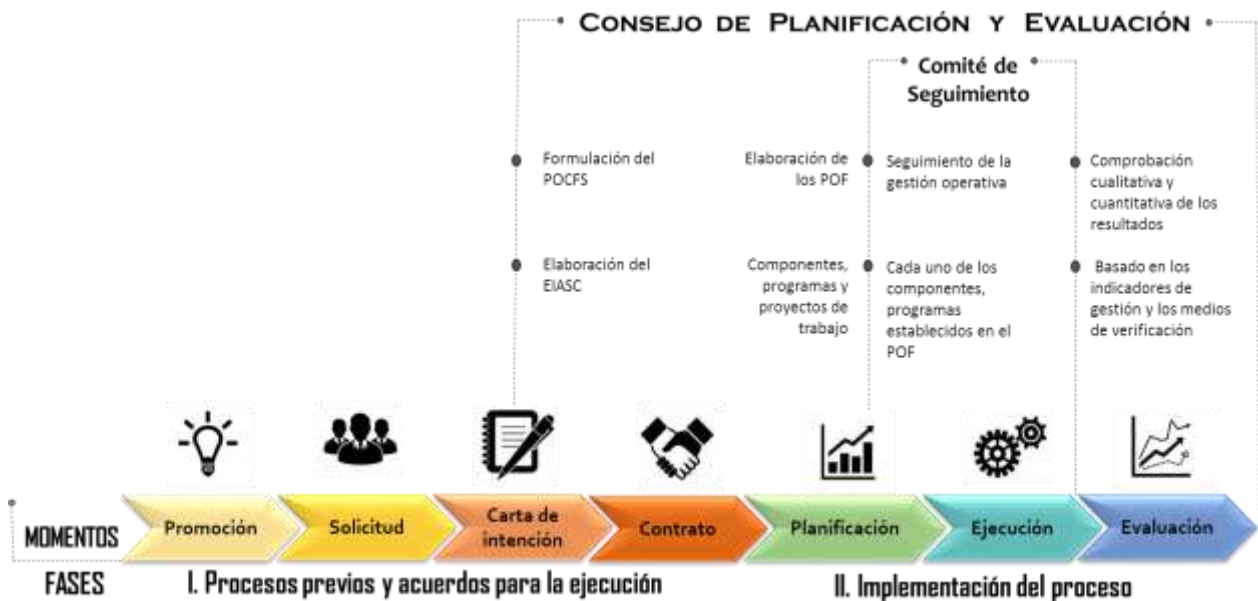 CONSEJO DE PLANIFICACIÓN Y EVALUACIÓN
Comité de
Seguimiento
Formulación del
POCFS
Elaboración del
EIASC
Elaboración de
los POF
Componentes,
programas y
proyectos de
trabajo
Seguimiento de la
gestión operativa
Cada uno de los
componentes,
programas
establecidos en el
POF
Comprobación
cualitativa y
cuantitativa de los
resultados
Basado en los
indicadores de
gestión y los medios
de verificación
MOMENTOS
Promoción
Solicitud
Carta de
intención
Contrato
Planificación
Ejecución
Evaluación
FASES
I. Procesos previos y acuerdos para la ejecución
II. Implementación del proceso